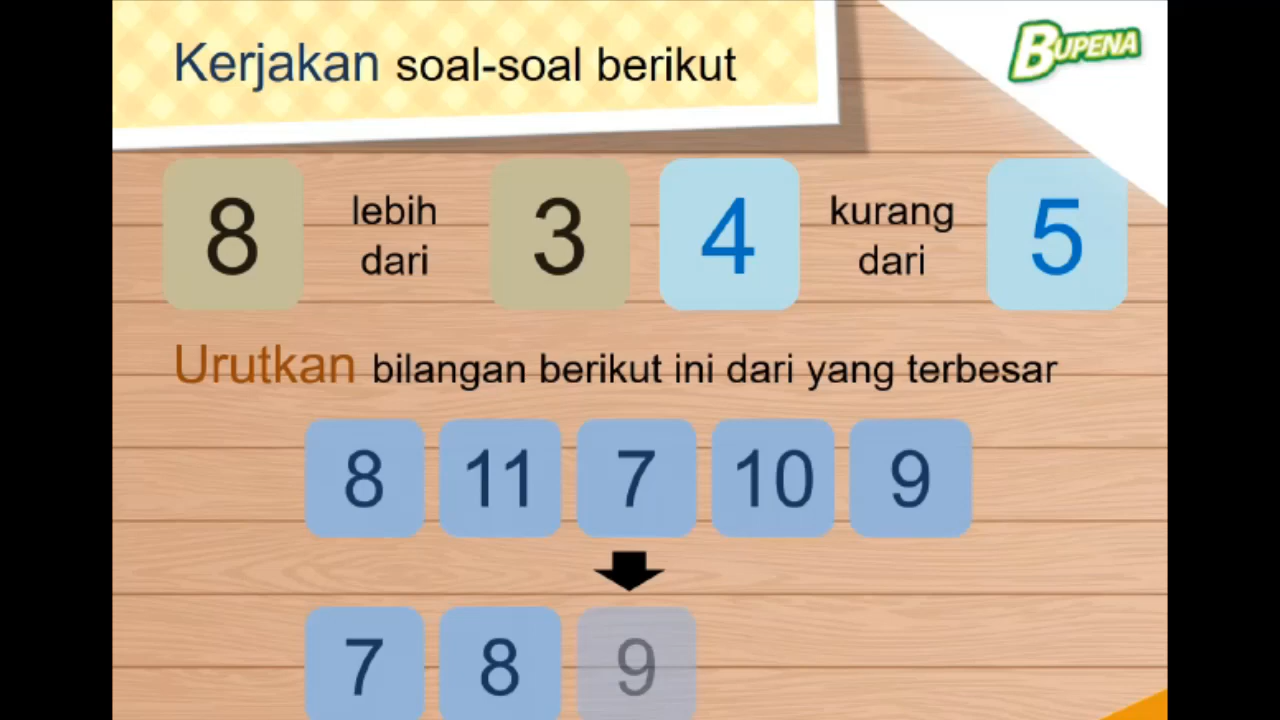 Kerjakan soal-soal berikut
BUPENA
8 lebih dari 3 4 kurang dari 5
Urutkan bilangan berikut ini dari yang terbesar
8 11 7 10 9
7 8 9